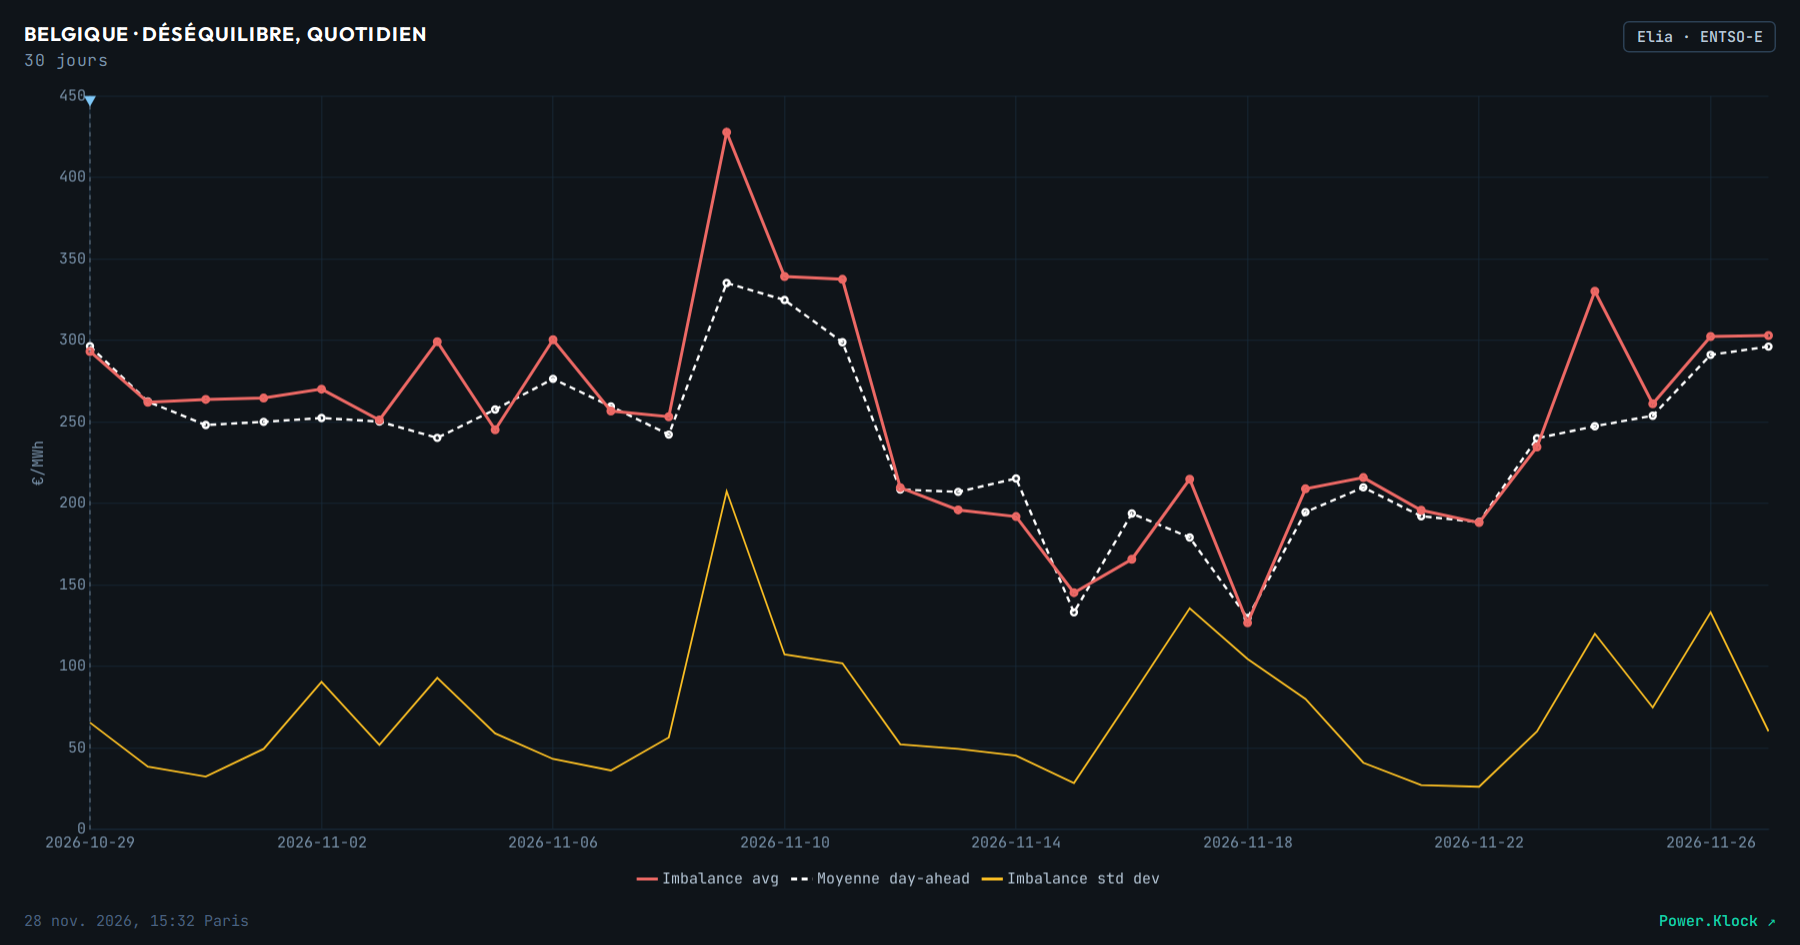 BELGIQUE · DÉSÉQUILIBRE, QUOTIDIEN
30 jours
Elia · ENTSO-E
450
400
350
300
250
200
150
100
50
0
€/MWh
2026-10-29 2026-11-02 2026-11-06 2026-11-10 2026-11-14 2026-11-18 2026-11-22 2026-11-26
Imbalance avg Moyenne day-ahead Imbalance std dev
28 nov. 2026, 15:32 Paris
Power.Klock ↗